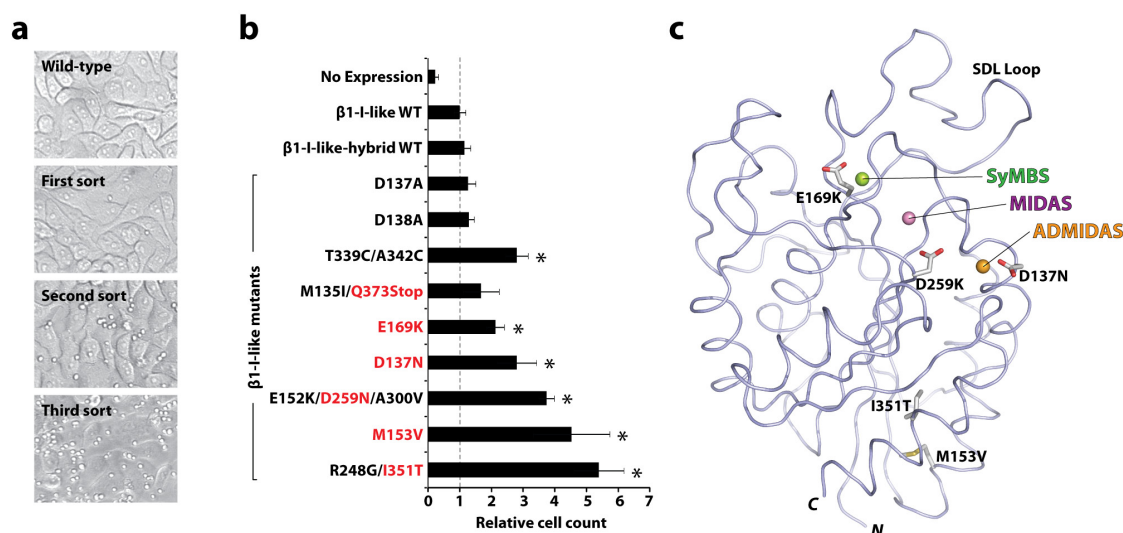 a
Wild-type
First sort
Second sort
Third sort
b
No Expression
β1-I-like WT
β1-I-like-hybrid WT
D137A
D138A
T339C/A342C
*
M135I/Q373Stop
E169K
*
D137N
*
E152K/D259N/A300V
*
M153V
*
R248G/I351T
*
β1-I-like mutants
0 1 2 3 4 5 6 7
Relative cell count
c
SDL Loop
SyMBS
E169K
MIDAS
ADMIDAS
D259K
D137N
I351T
M153V
C
N